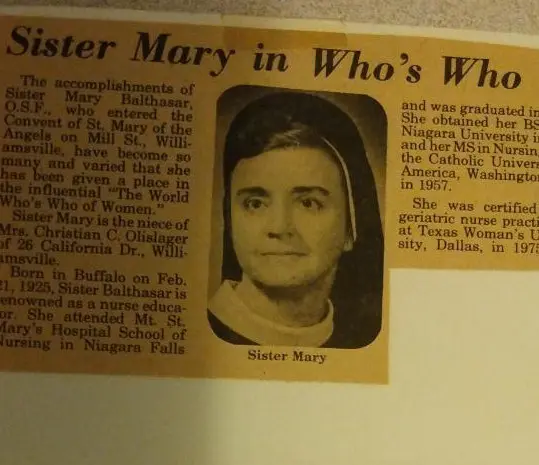 Sister Mary in Who's Who
The accomplishments of
Sister Mary Balthasar,
O.S.F., who entered the
Convent of St. Mary of the
Angels on Mill St., Willi-
amsville, have become so
many and varied that she
has been given a place in
the influential "The World
Who's Who of Women."
Sister Mary is the niece of
Mrs. Christian C. Olislager
of 26 California Dr., Willi-
amsville.
Born in Buffalo on Feb.
21, 1925, Sister Balthasar is
renowned as a nurse educa-
tor. She attended Mt. St.
Mary's Hospital School of
Nursing in Niagara Falls
Sister Mary
and was graduated in
She obtained her BS
Niagara University in
and her MS in Nursin
the Catholic Univer
America, Washington
in 1957.
She was certified
geriatric nurse practi
at Texas Woman's U
sity, Dallas, in 1975